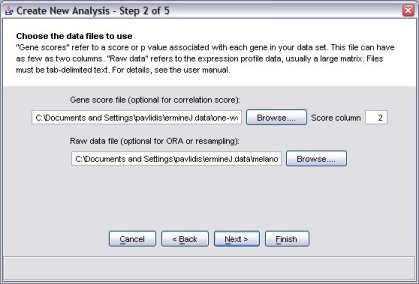 Create New Analysis - Step 2 of 5
Choose the data files to use
"Gene scores" refer to a score or p value associated with each gene in your data set. This file can have
as few as two columns. "Raw data" refers to the expression profile data, usually a large matrix. Files
must be tab-delimited text. For details, see the user manual.
Gene score file (optional for correlation score):
C:\Documents and Settings\pavlidis\ermineJ.data\one-w Browse.... Score column 2
Raw data file (optional for ORA or resampling):
C:\Documents and Settings\pavlidis\ermineJ.data\melano Browse....
Cancel < Back Next > Finish